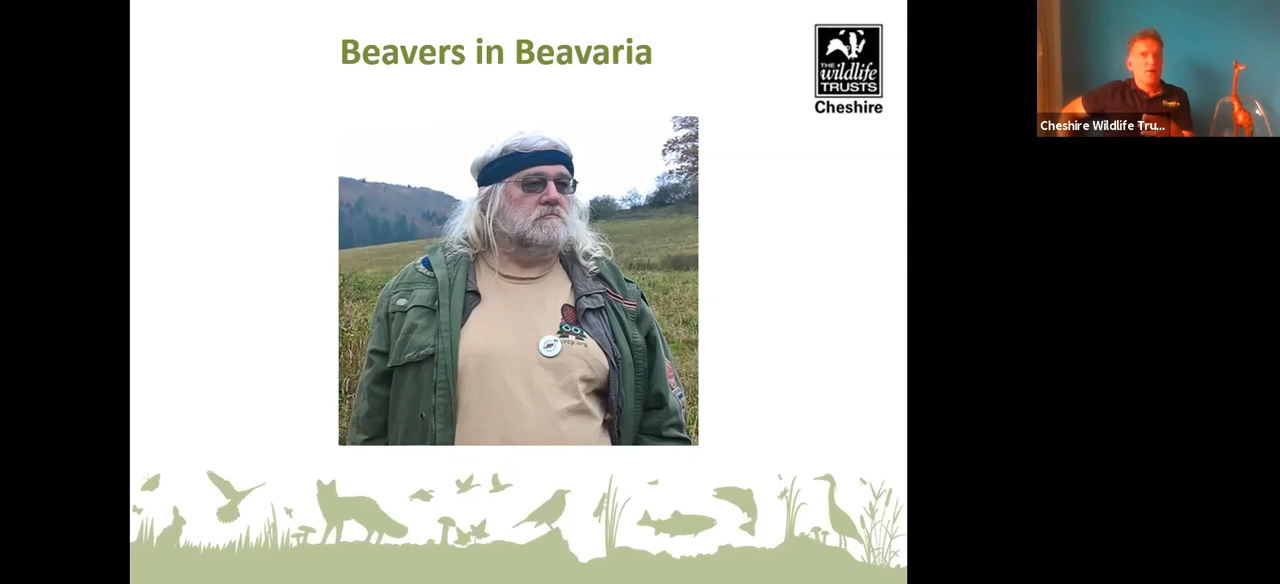 Beavers in Beavaria
THE
wildlife
TRUSTS
Cheshire
Cheshire Wildlife Tru...